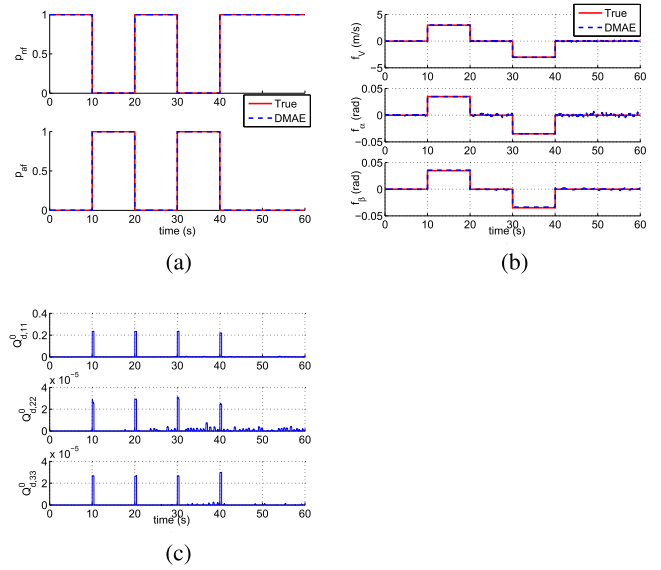 1
0.5
0
p_nf
0 10 20 30 40 50 60
True
DMAE
1
0.5
0
p_af
0 10 20 30 40 50 60
time (s)
(a)
5
0
−5
f_V (m/s)
True
DMAE
0 10 20 30 40 50 60
0.05
0
−0.05
f_α (rad)
0 10 20 30 40 50 60
0.05
0
−0.05
f_β (rad)
0 10 20 30 40 50 60
time (s)
(b)
0.4
0.2
0
Q^0_d,11
0 10 20 30 40 50 60
x 10^−5
4
2
0
Q^0_d,22
0 10 20 30 40 50 60
x 10^−5
4
2
0
Q^0_d,33
0 10 20 30 40 50 60
time (s)
(c)